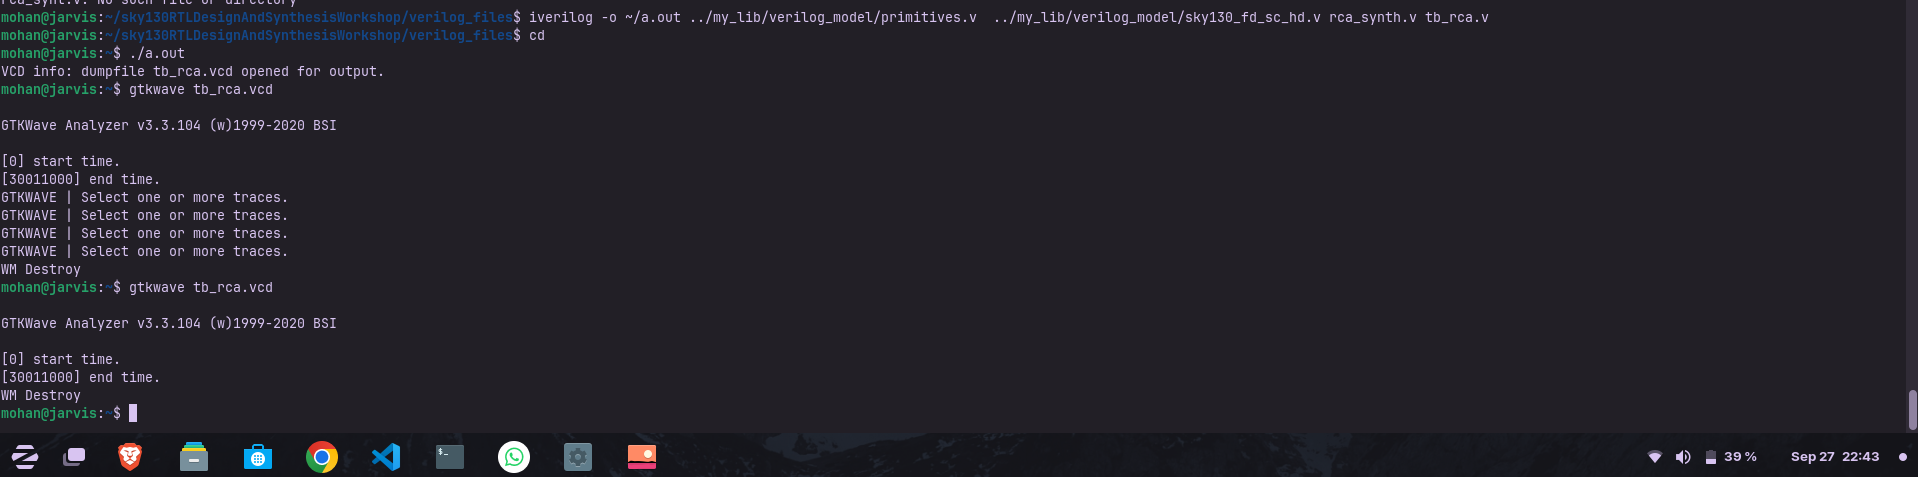 rca_synt.v: No such file or directory
mohan@jarvis:~/sky130RTLDesignAndSynthesisWorkshop/verilog_files$ iverilog -o ~/a.out ../my_lib/verilog_model/primitives.v  ../my_lib/verilog_model/sky130_fd_sc_hd.v rca_synth.v tb_rca.v
mohan@jarvis:~/sky130RTLDesignAndSynthesisWorkshop/verilog_files$ cd
mohan@jarvis:~$ ./a.out
VCD info: dumpfile tb_rca.vcd opened for output.
mohan@jarvis:~$ gtkwave tb_rca.vcd
GTKWave Analyzer v3.3.104 (w)1999-2020 BSI
[0] start time.
[30011000] end time.
GTKWAVE | Select one or more traces.
GTKWAVE | Select one or more traces.
GTKWAVE | Select one or more traces.
GTKWAVE | Select one or more traces.
WM Destroy
mohan@jarvis:~$ gtkwave tb_rca.vcd
GTKWave Analyzer v3.3.104 (w)1999-2020 BSI
[0] start time.
[30011000] end time.
WM Destroy
mohan@jarvis:~$
39 % Sep 27 22:43